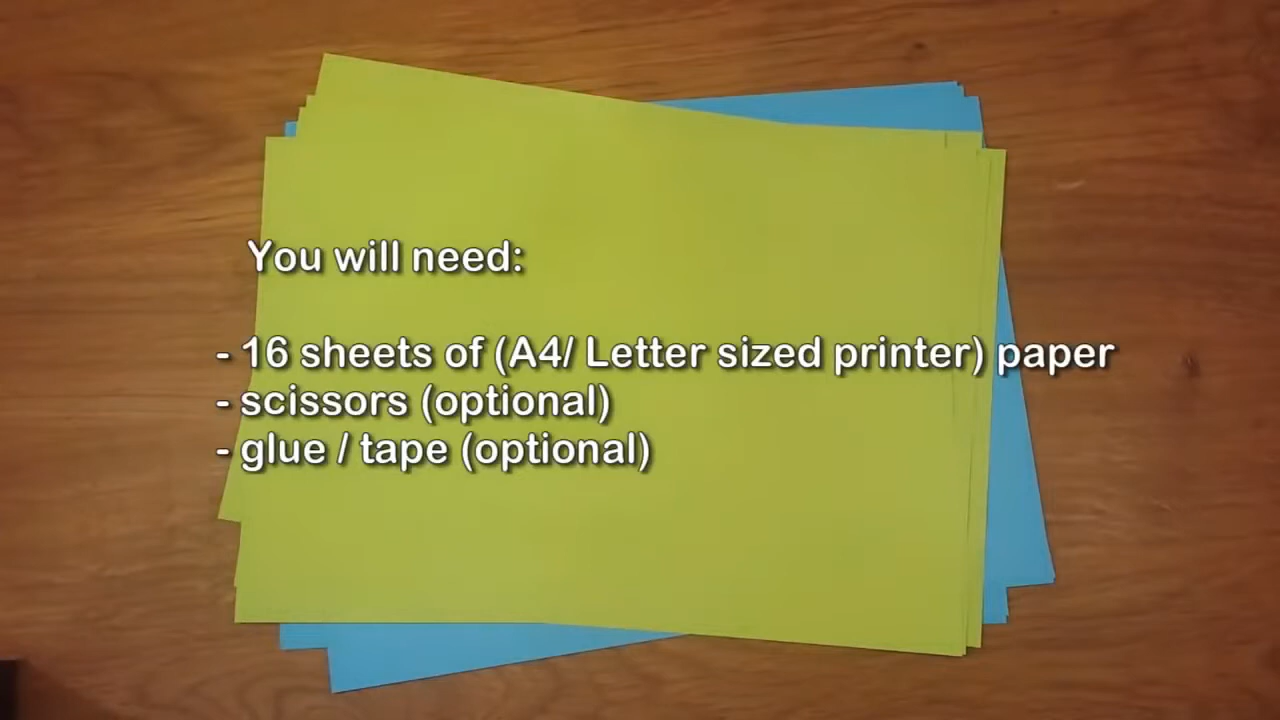 You will need:
- 16 sheets of (A4/ Letter sized printer) paper
- scissors (optional)
- glue / tape (optional)